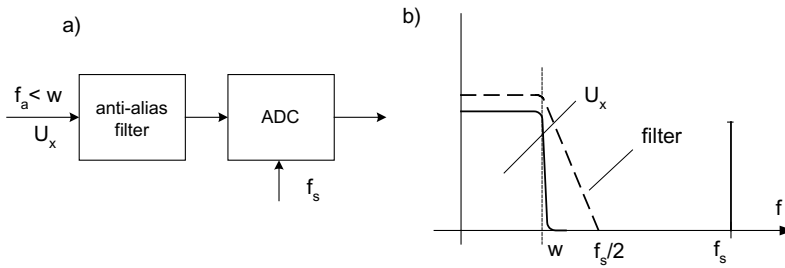 a)
f_a < w
U_x
anti-alias
filter
ADC
f_s
b)
U_x
filter
f
w
f_s/2
f_s